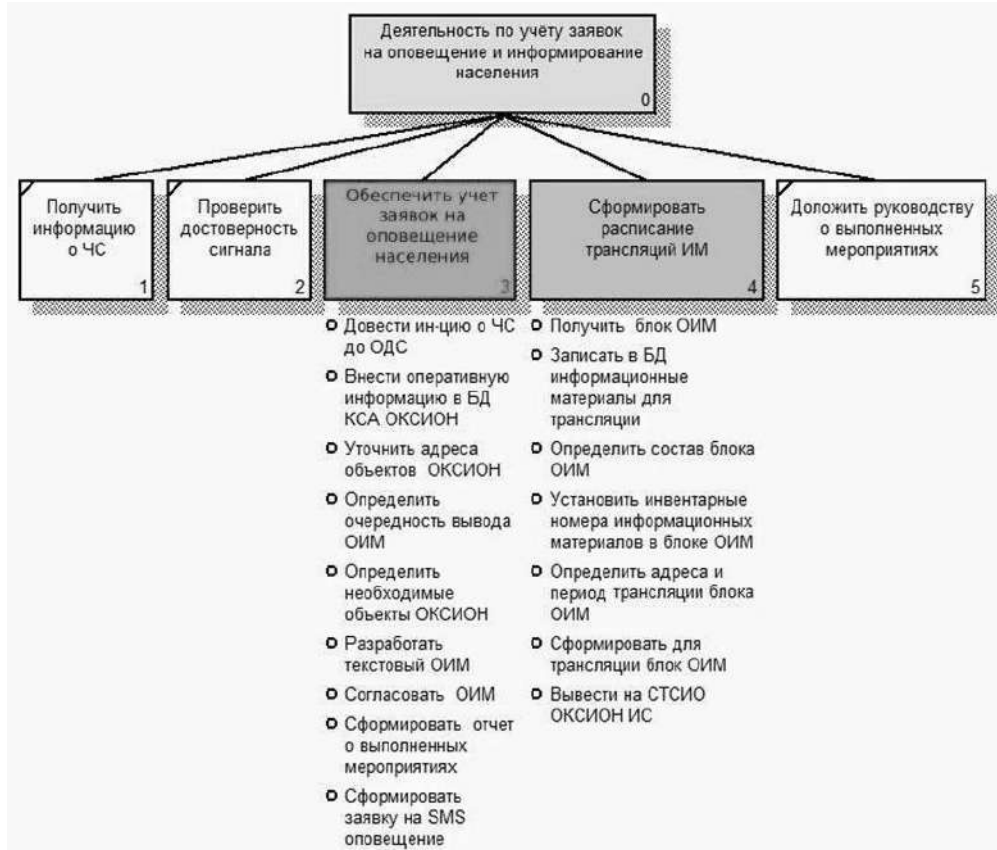 Деятельность по учёту заявок
на оповещение и информирование
населения
0
Получить
информацию
о ЧС
1
Проверить
достоверность
сигнала
2
Обеспечить учет
заявок на
оповещение
населения
3
Сформировать
расписание
трансляций ИМ
4
Доложить руководству
о выполненных
мероприятиях
5
Довести ин-цию о ЧС
до ОДС
Внести оперативную
информацию в БД
КСА ОКСИОН
Уточнить адреса
объектов ОКСИОН
Определить
очередность вывода
ОИМ
Определить
необходимые
объекты ОКСИОН
Разработать
текстовый ОИМ
Согласовать ОИМ
Сформировать отчет
о выполненных
мероприятиях
Сформировать
заявку на SMS
оповещение
Получить блок ОИМ
Записать в БД
информационные
материалы для
трансляции
Определить состав блока
ОИМ
Установить инвентарные
номера информационных
материалов в блоке ОИМ
Определить адреса и
период трансляции блока
ОИМ
Сформировать для
трансляции блок ОИМ
Вывести на СТСИО
ОКСИОН ИС